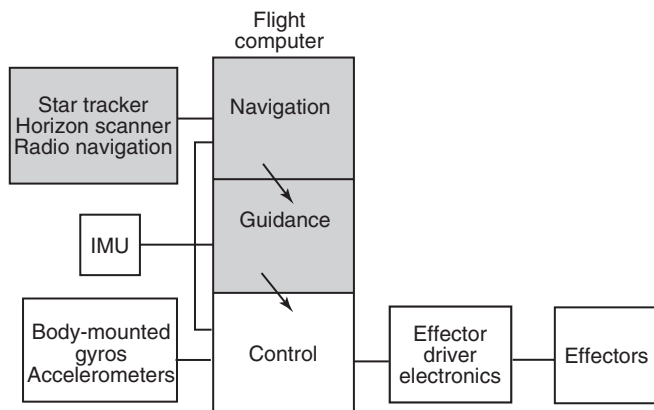 Flight
computer
Star tracker
Horizon scanner
Radio navigation
Navigation
Guidance
IMU
Body-mounted
gyros
Accelerometers
Control
Effector
driver
electronics
Effectors